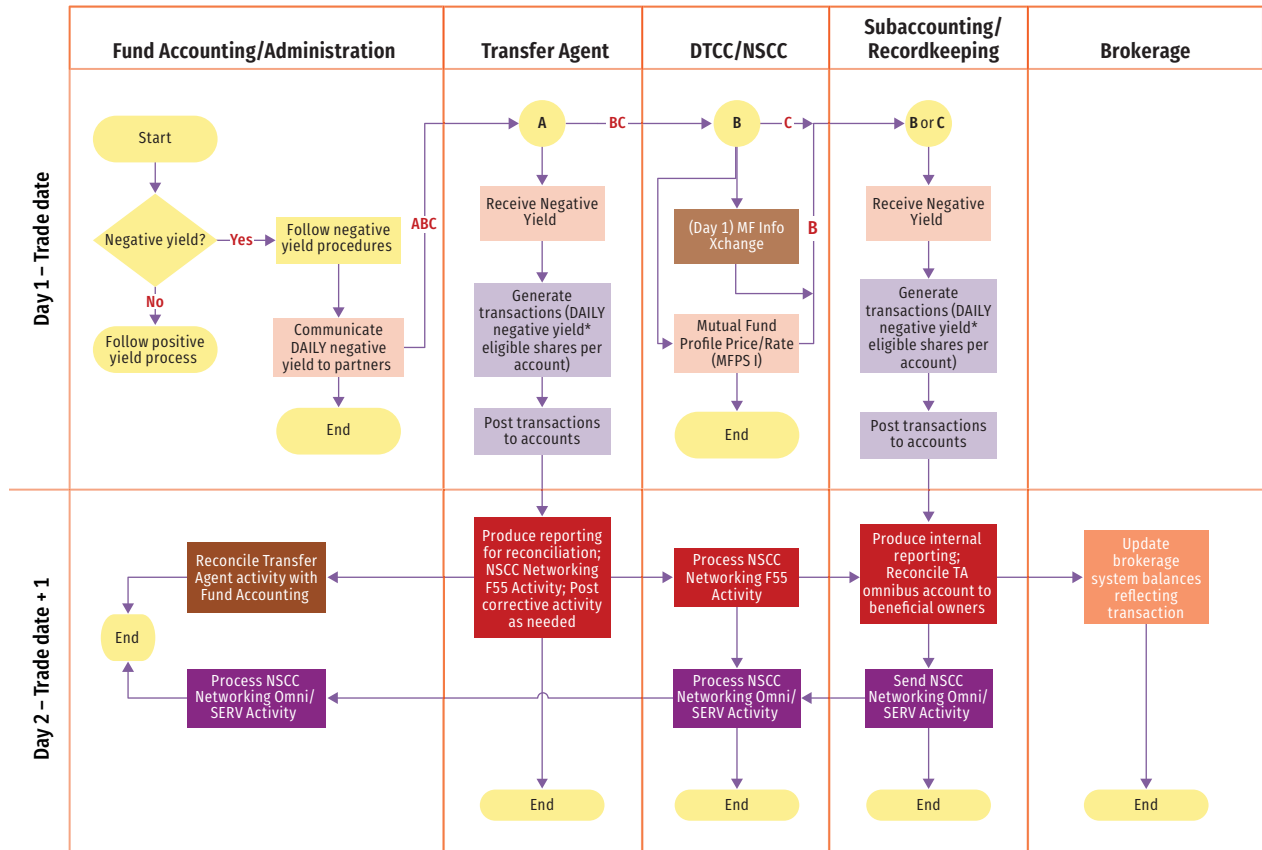 Fund Accounting/Administration
Transfer Agent
DTCC/NSCC
Subaccounting/
Recordkeeping
Brokerage
Day 1 – Trade date
Start
Negative yield?
Yes
No
Follow positive
yield process
Follow negative
yield procedures
Communicate
DAILY negative
yield to partners
End
ABC
A
BC
Receive Negative
Yield
Generate
transactions (DAILY
negative yield*
eligible shares per
account)
Post transactions
to accounts
B
C
(Day 1) MF Info
Xchange
B
Mutual Fund
Profile Price/Rate
(MFPS I)
End
B or C
Receive Negative
Yield
Generate
transactions (DAILY
negative yield*
eligible shares per
account)
Post transactions
to accounts
Day 2 – Trade date +1
Reconcile Transfer
Agent activity with
Fund Accounting
End
Process NSCC
Networking Omni/
SERV Activity
Produce reporting
for reconciliation;
NSCC Networking
F55 Activity; Post
corrective activity
as needed
End
Process NSCC
Networking F55
Activity
Process NSCC
Networking Omni/
SERV Activity
End
Produce internal
reporting;
Reconcile TA
omnibus account to
beneficial owners
Send NSCC
Networking Omni/
SERV Activity
End
Update
brokerage
system balances
reflecting
transaction
End